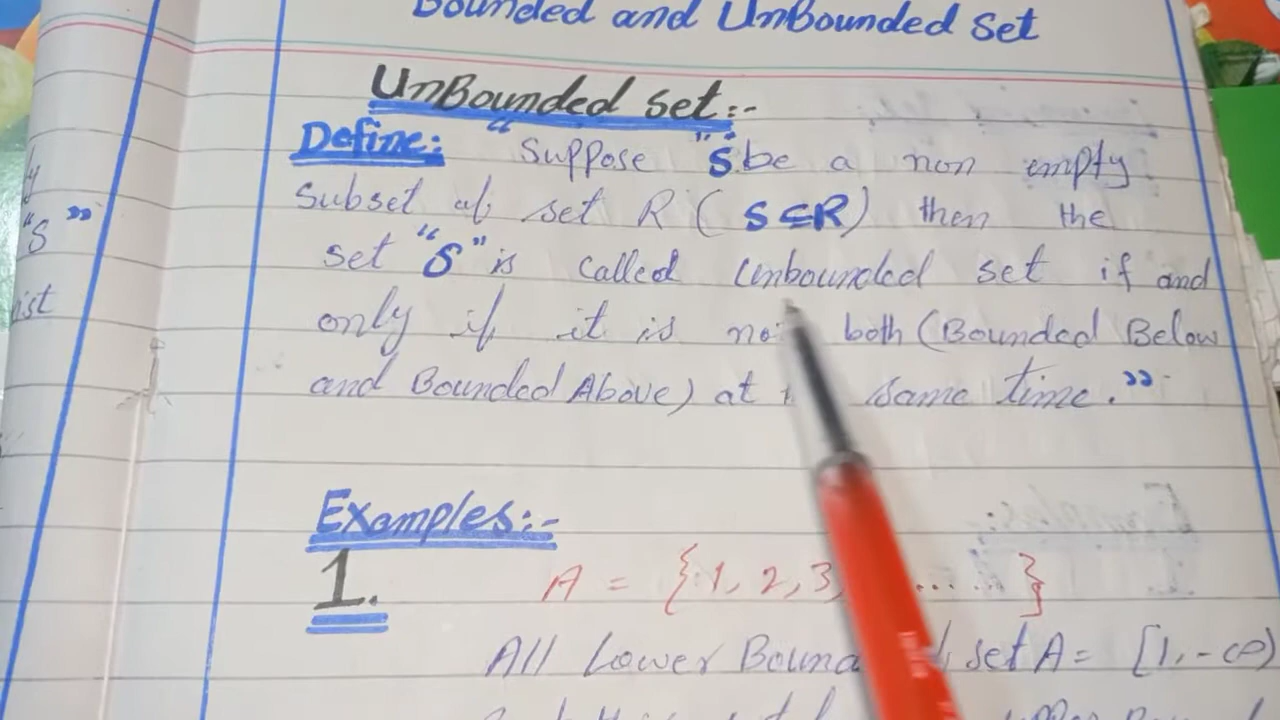 Bounded and UnBounded Set
UnBounded Set:-
Define: "Suppose "S" be a non empty
Subset of set R (S⊆R) then the
"S"
set "S" is called Unbounded set if and
ist
only if it is not both (Bounded Below
and Bounded Above) at same time."
Examples:-
1. A = {1, 2, 3, ..... }
All Lower Bound set A = [1, -∞)